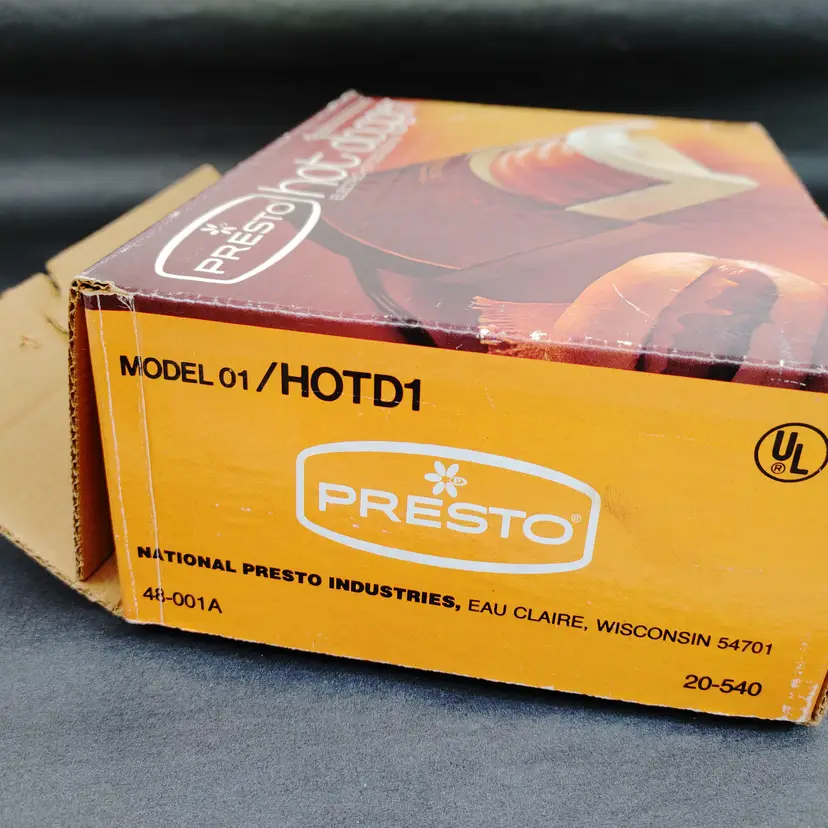 PRESTO
hot dogger
MODEL 01/HOTD1
UL
®
PRESTO®
NATIONAL PRESTO INDUSTRIES, EAU CLAIRE, WISCONSIN 54701
48-001A
20-540